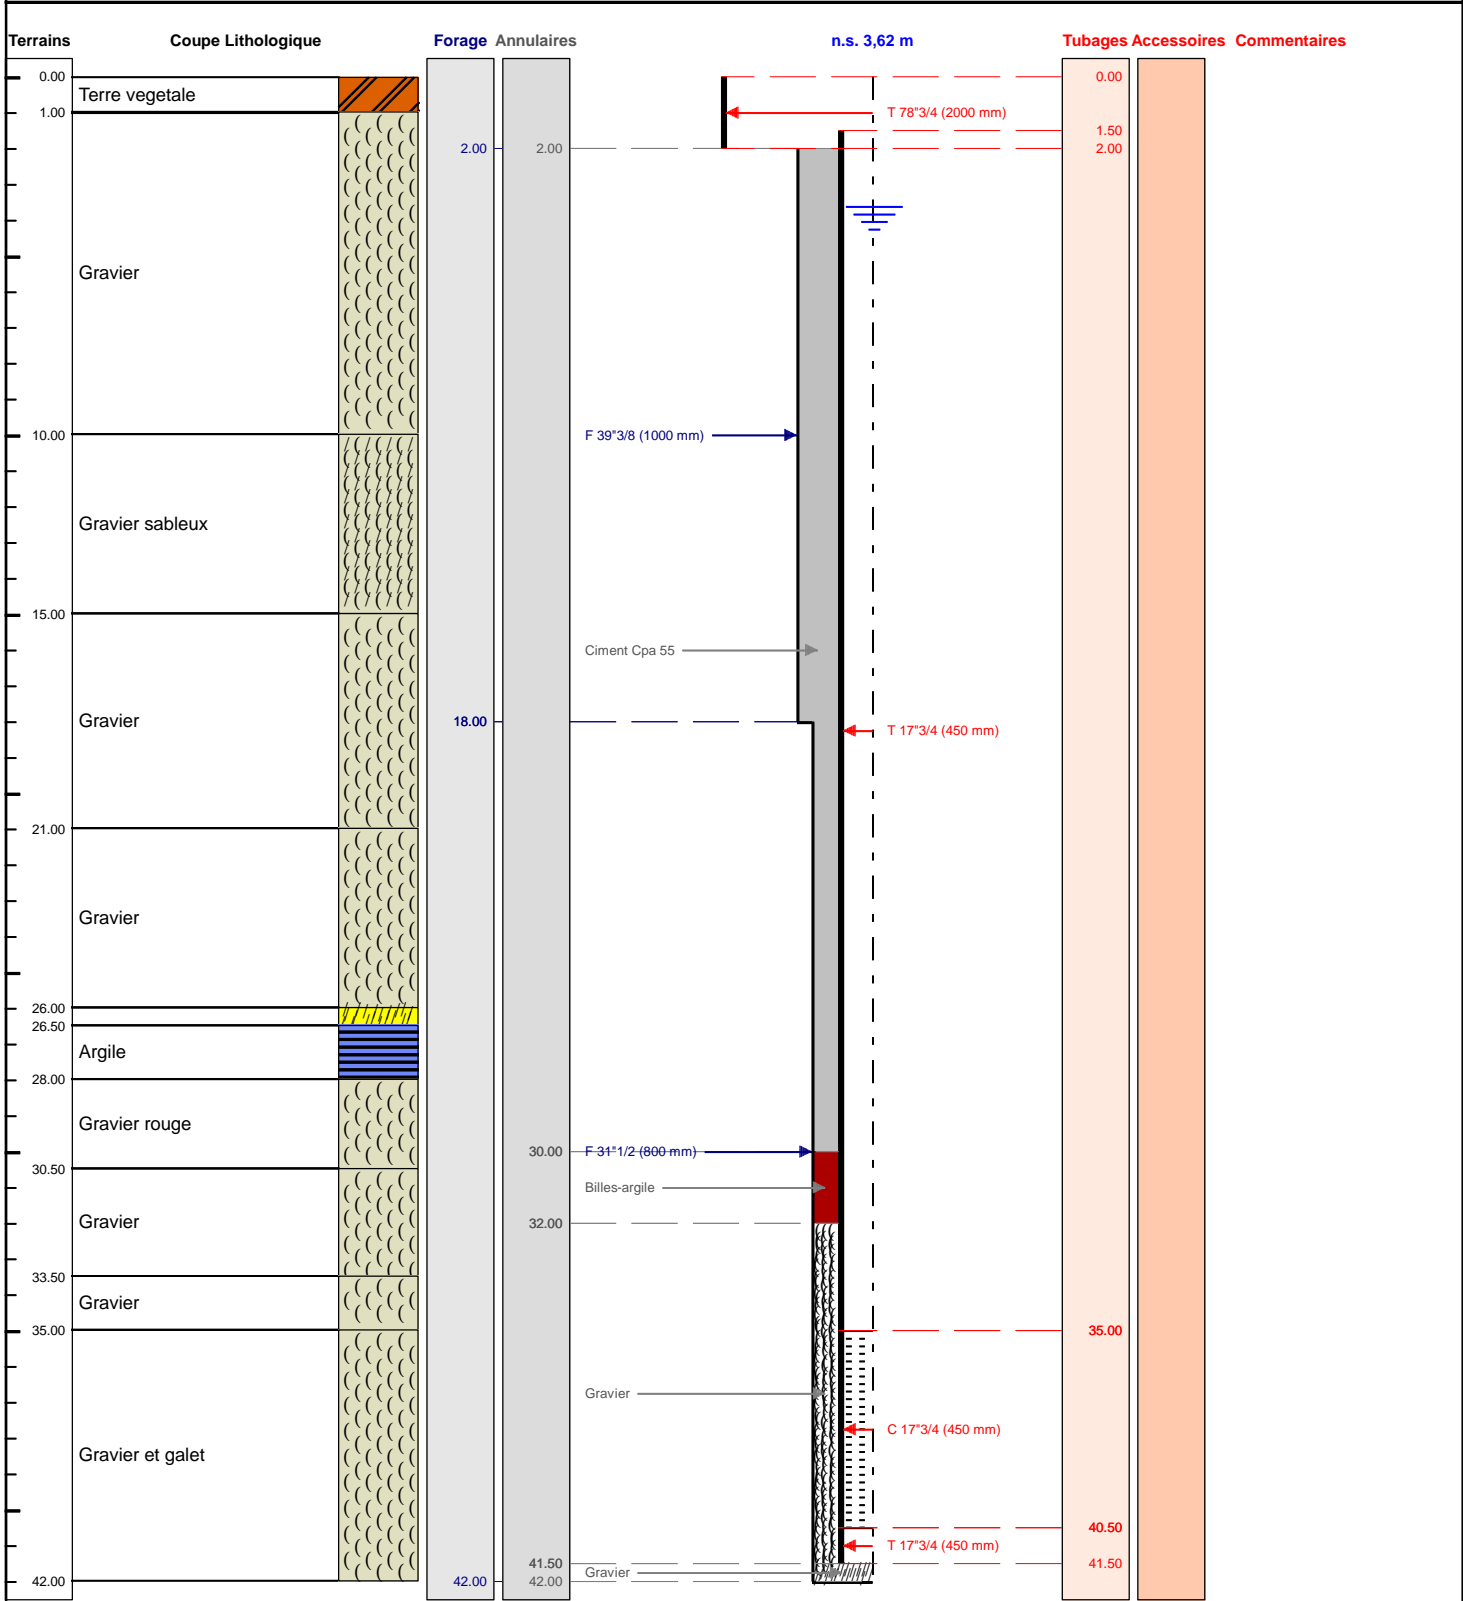 Terrains Coupe Lithologique Forage Annulaires n.s. 3,62 m Tubages Accessoires Commentaires
0.00 0.00
Terre vegetale
1.00 T 78"3/4 (2000 mm)
1.50
2.00 2.00 2.00
Gravier
10.00 F 39"3/8 (1000 mm)
Gravier sableux
15.00
Ciment Cpa 55
Gravier 18.00
T 17"3/4 (450 mm)
21.00
Gravier
26.00
26.50
Argile
28.00
Gravier rouge
30.00 F 31"1/2 (800 mm)
30.50
Billes-argile
Gravier 32.00
33.50
Gravier
35.00 35.00
Gravier
C 17"3/4 (450 mm)
Gravier et galet
40.50
T 17"3/4 (450 mm)
41.50 41.50
Gravier
42.00 42.00 42.00